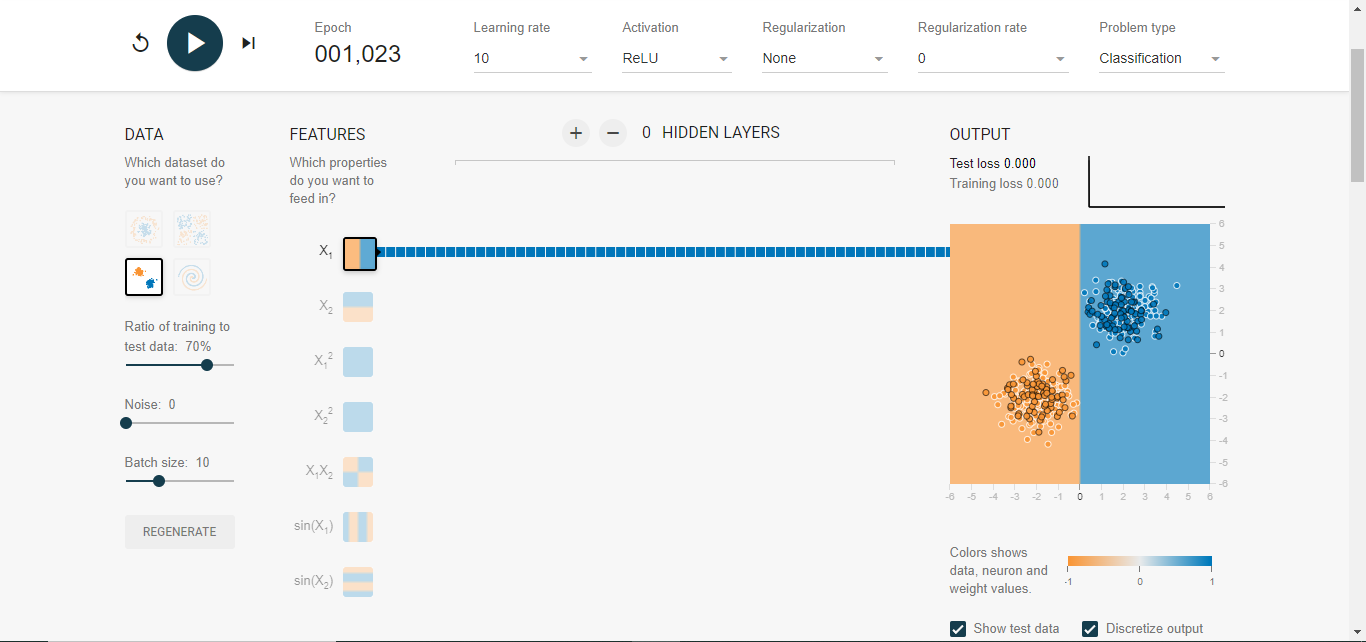 Epoch
001,023
Learning rate
10
Activation
ReLU
Regularization
None
Regularization rate
0
Problem type
Classification
DATA
Which dataset do
you want to use?
Ratio of training to
test data: 70%
Noise: 0
Batch size: 10
REGENERATE
FEATURES
Which properties
do you want to
feed in?
X1
X2
X1²
X2²
X1X2
sin(X1)
sin(X2)
0 HIDDEN LAYERS
OUTPUT
Test loss 0.000
Training loss 0.000
6
5
4
3
2
1
0
-1
-2
-3
-4
-5
-6
-6 -5 -4 -3 -2 -1 0 1 2 3 4 5 6
Colors shows
data, neuron and
weight values.
-1 0 1
Show test data
Discretize output